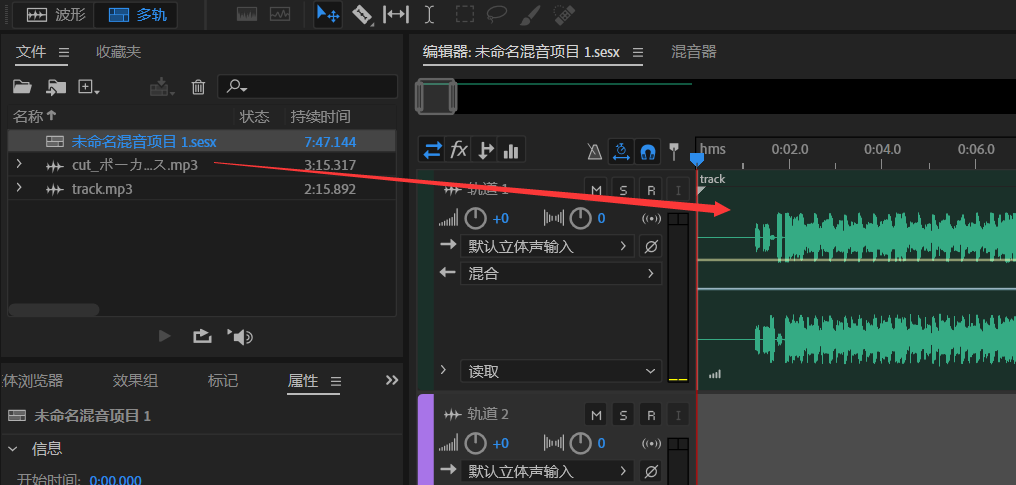 波形 多轨
文件 收藏夹
编辑器: 未命名混音项目 1.sesx 混音器
名称 状态 持续时间
未命名混音项目 1.sesx 7:47.144
cut_ポーカ...ス.mp3 3:15.317
track.mp3 2:15.892
体浏览器 效果组 标记 属性
未命名混音项目 1
信息
开始时间: 0:00.000
fx
hms 0:02.0 0:04.0 0:06.0
track
轨道 1 M S R I
+0 0
默认立体声输入
混合
读取
轨道 2 M S R I
+0 0
默认立体声输入